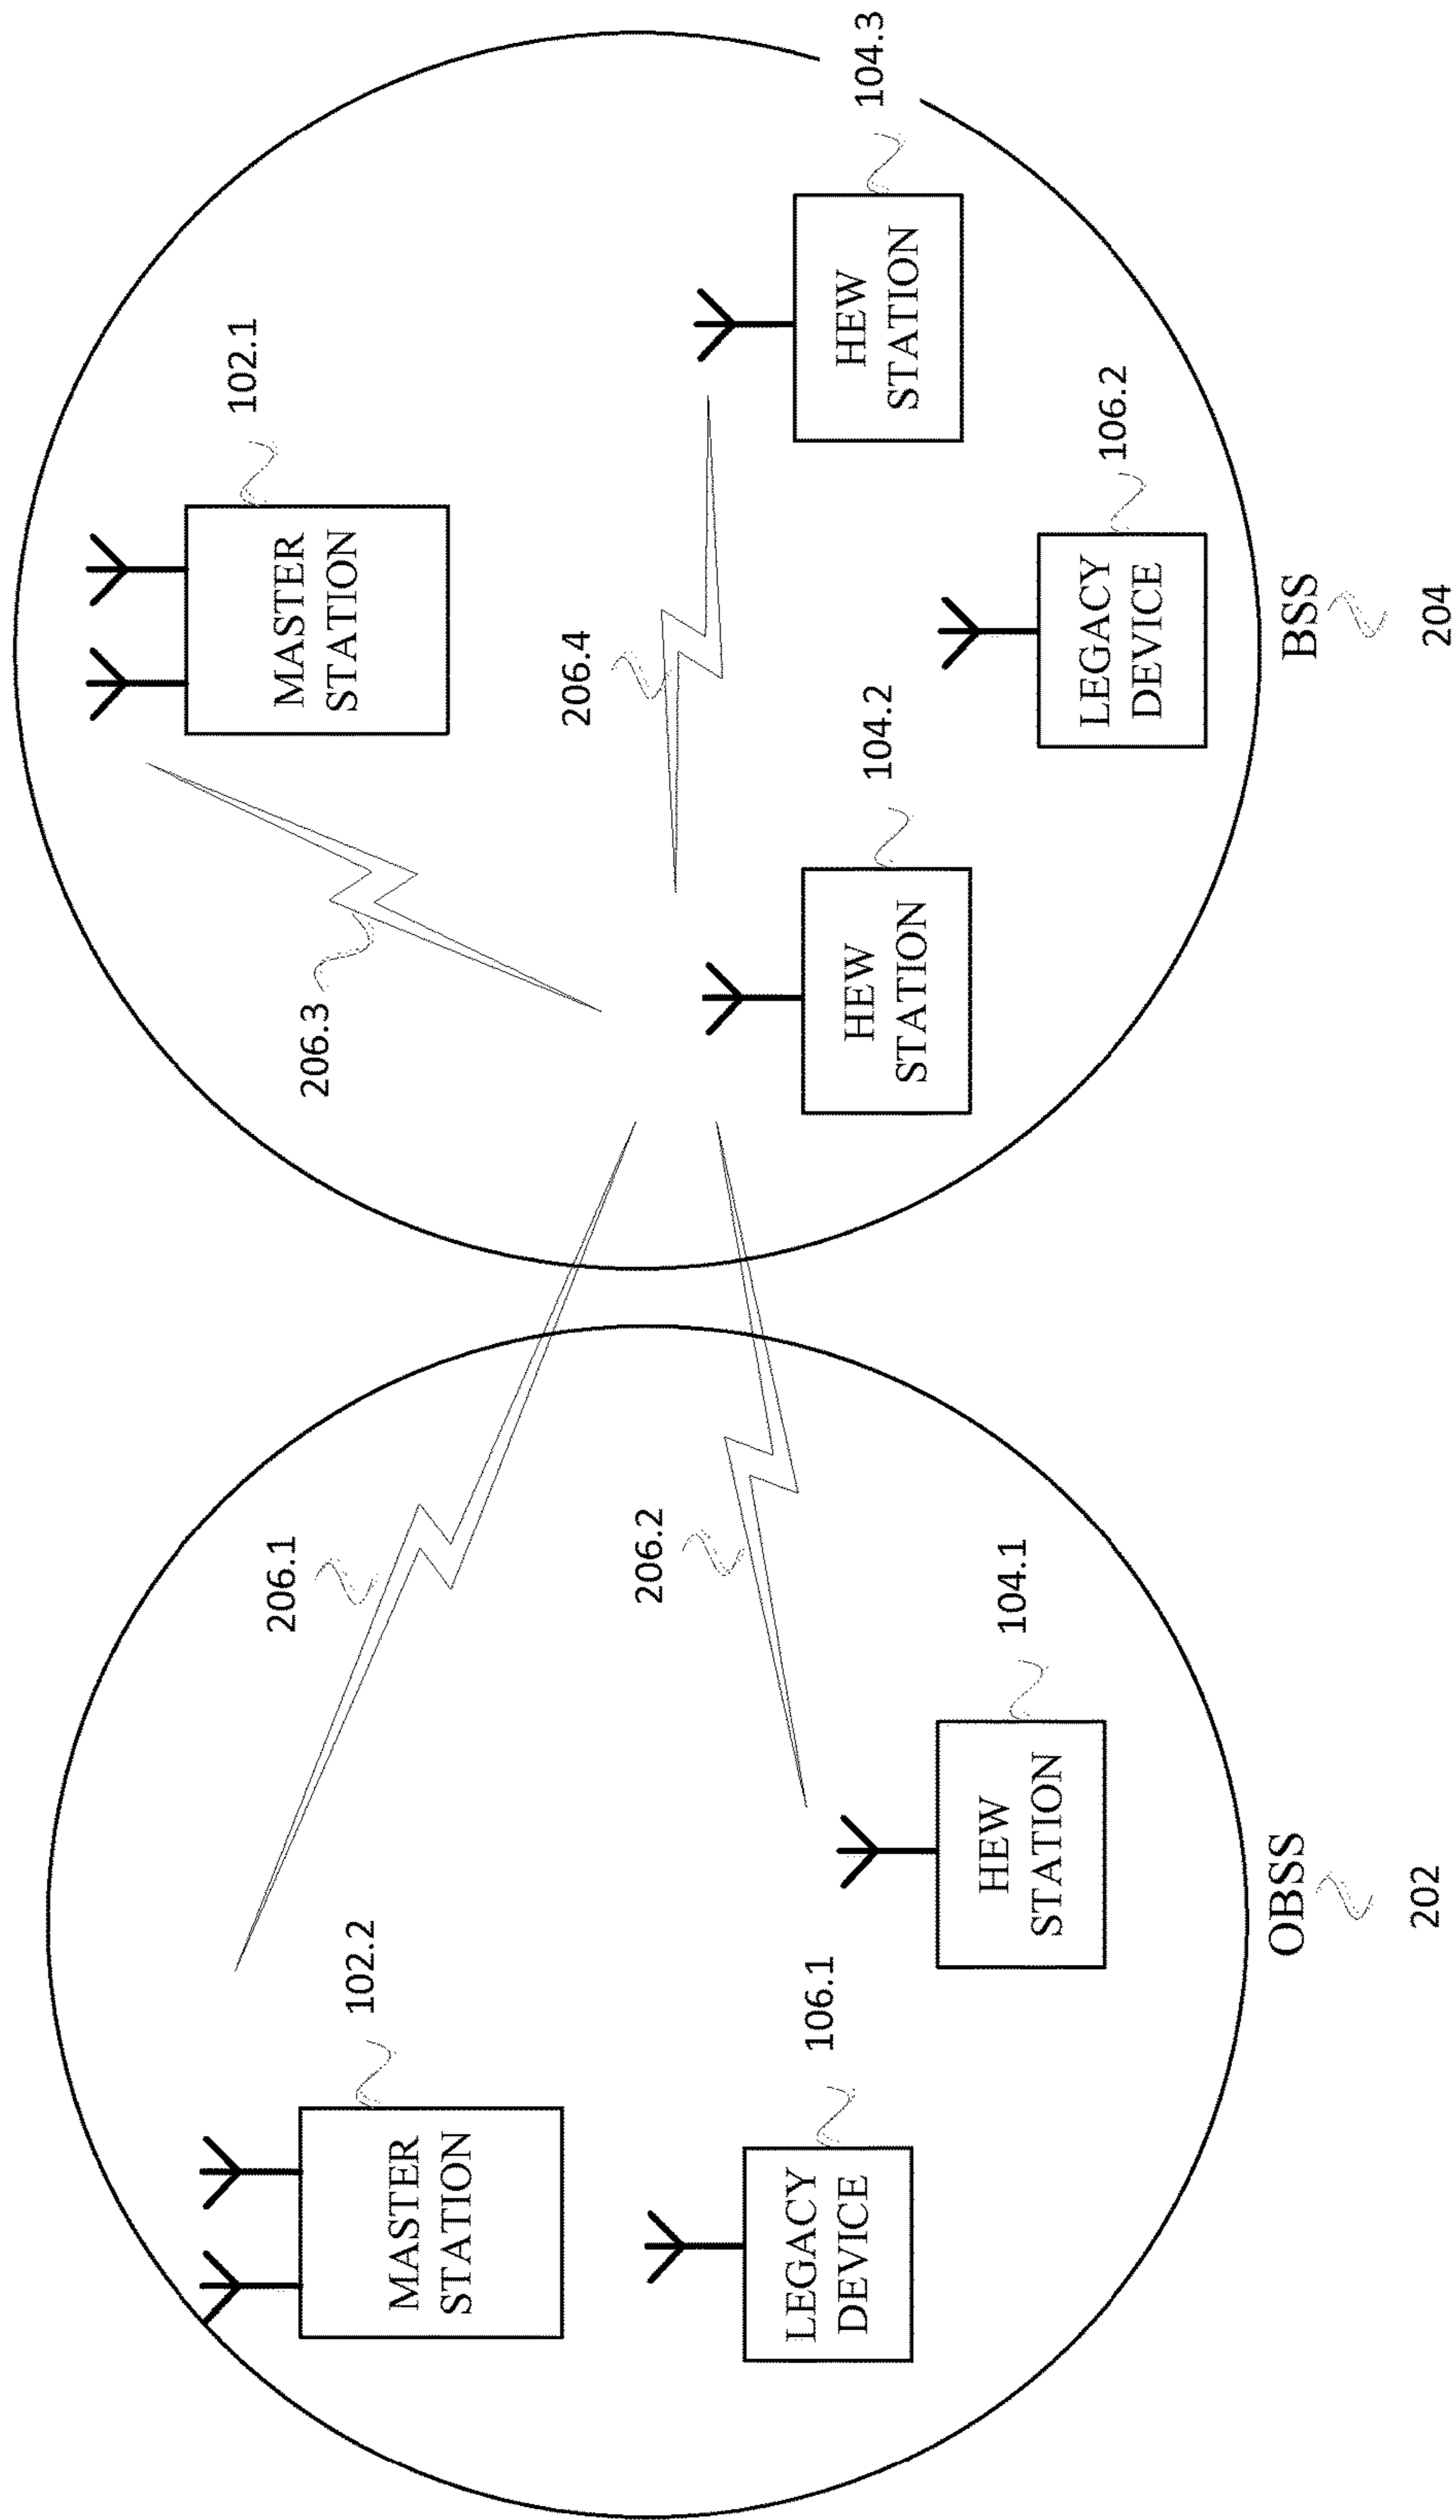 102.2
MASTER
STATION
206.1
106.1
LEGACY
DEVICE
206.2
104.1
HEW
STATION
OBSS
202
102.1
MASTER
STATION
206.3
206.4
104.2
HEW
STATION
104.3
HEW
STATION
106.2
LEGACY
DEVICE
BSS
204